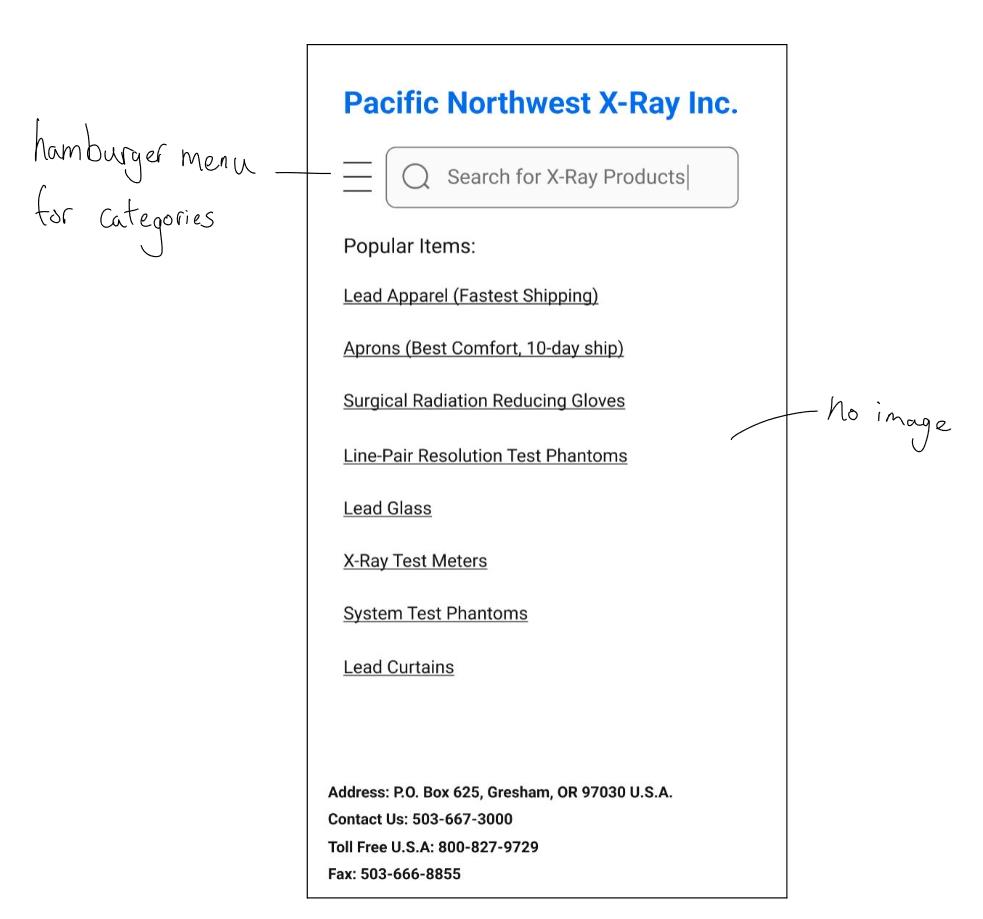 Pacific Northwest X-Ray Inc.
hamburger menu
for categories
Search for X-Ray Products
Popular Items:
Lead Apparel (Fastest Shipping)
Aprons (Best Comfort, 10-day ship)
Surgical Radiation Reducing Gloves
no image
Line-Pair Resolution Test Phantoms
Lead Glass
X-Ray Test Meters
System Test Phantoms
Lead Curtains
Address: P.O. Box 625, Gresham, OR 97030 U.S.A.
Contact Us: 503-667-3000
Toll Free U.S.A: 800-827-9729
Fax: 503-666-8855